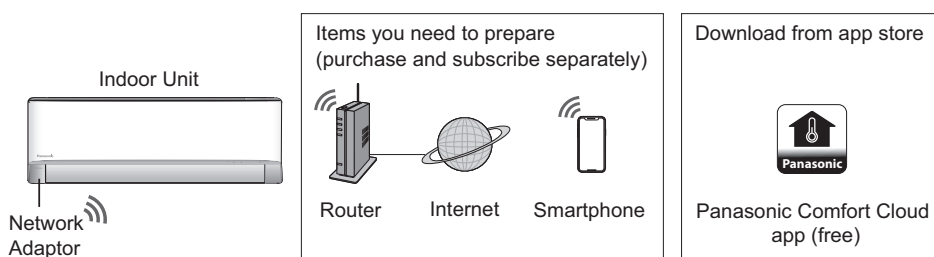 Indoor Unit
Panasonic
Network
Adaptor
Items you need to prepare
(purchase and subscribe separately)
Router
Internet
Smartphone
Download from app store
Panasonic
Panasonic Comfort Cloud
app (free)